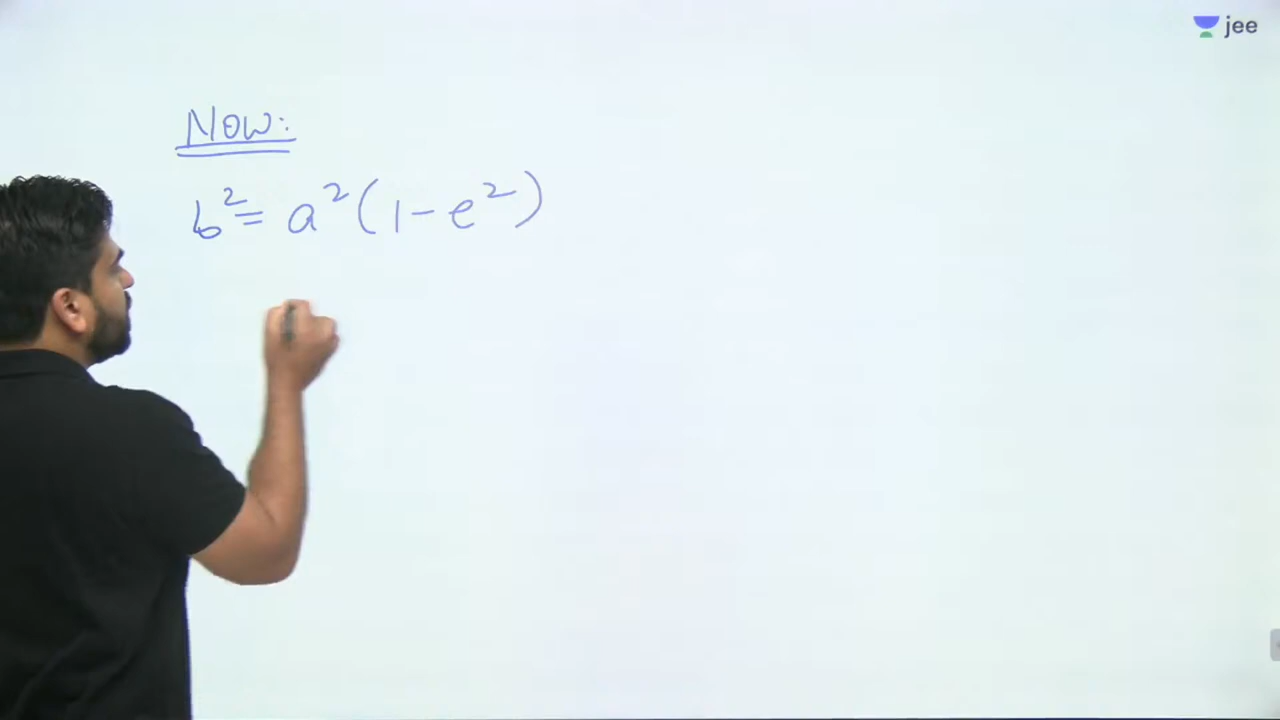 jee
Now:
b² = a²(1-e²)